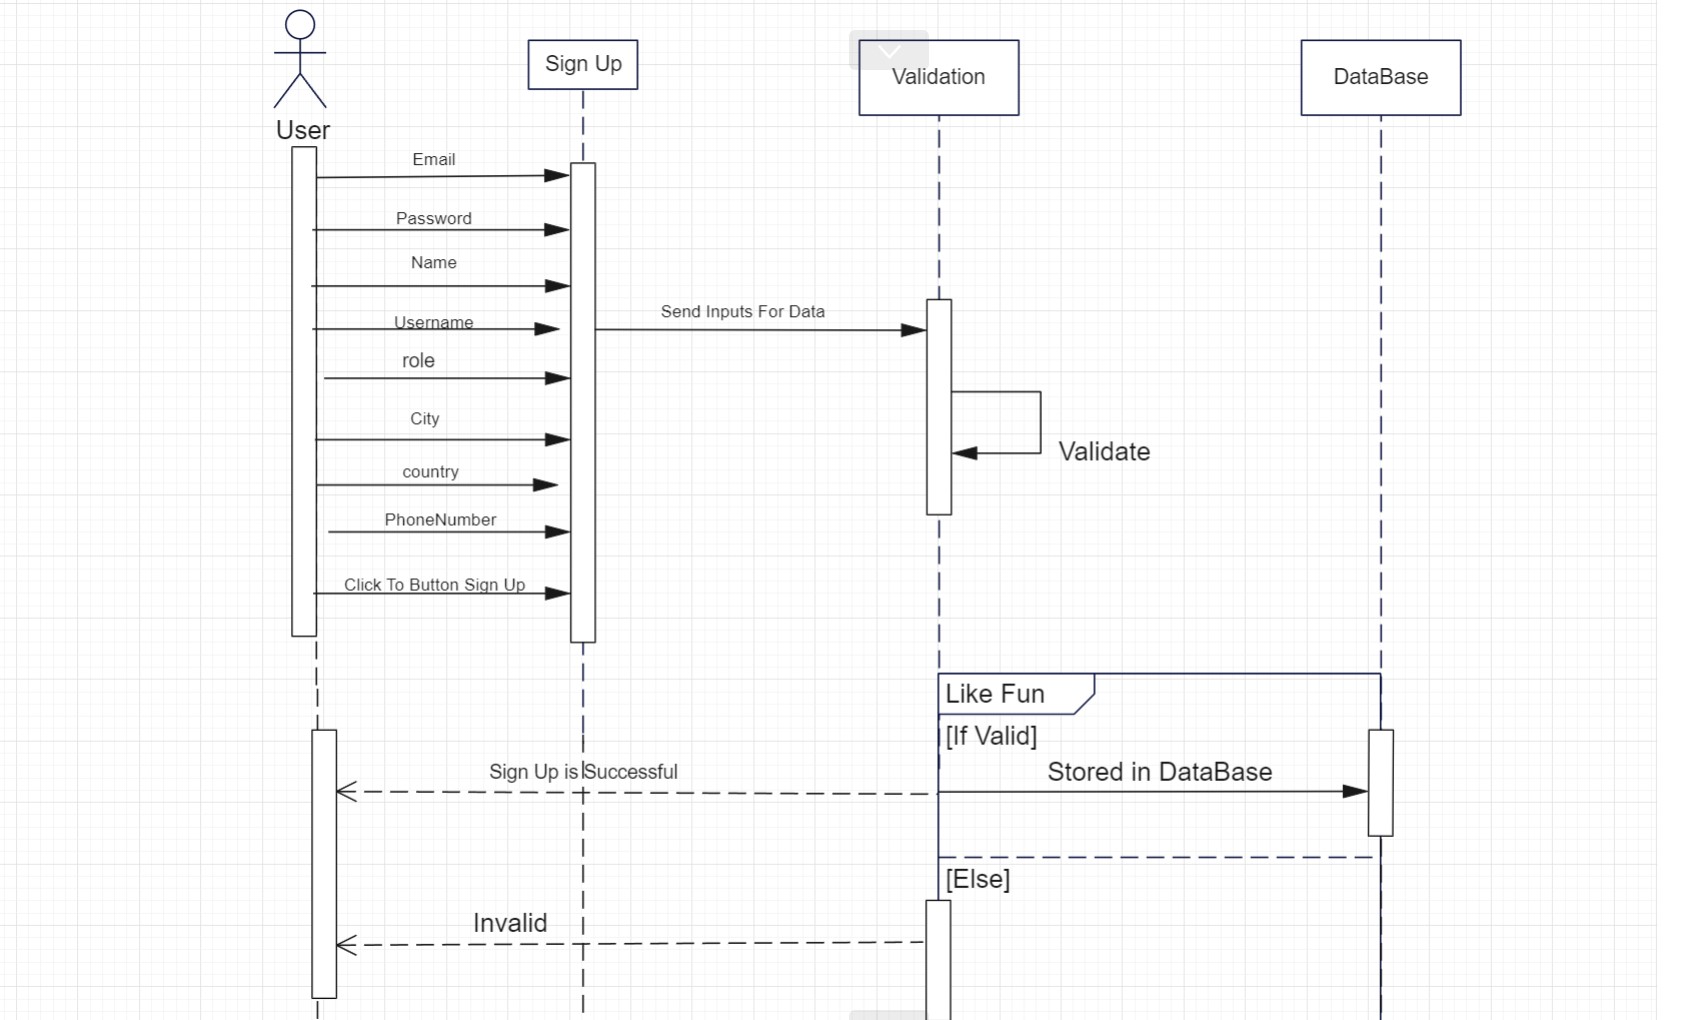 Sign Up
Validation
DataBase
User
Email
Password
Name
Send Inputs For Data
Username
role
City
Validate
country
PhoneNumber
Click To Button Sign Up
Like Fun
[If Valid]
Sign Up is Successful
Stored in DataBase
[Else]
Invalid